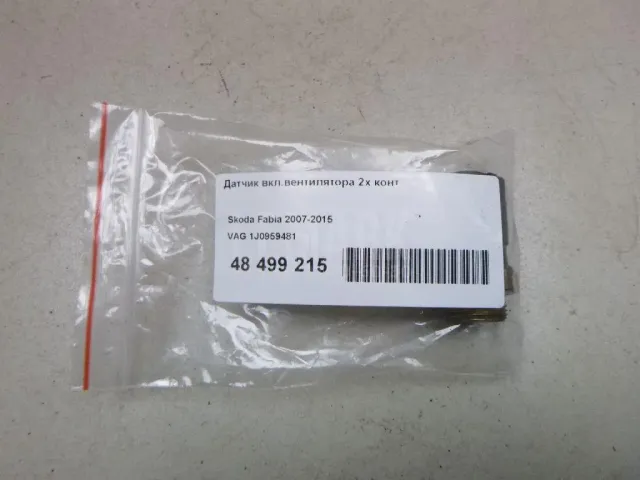 Датчик вкл.вентилятора 2х конт
Skoda Fabia 2007-2015
VAG 1J0959481
48 499 215